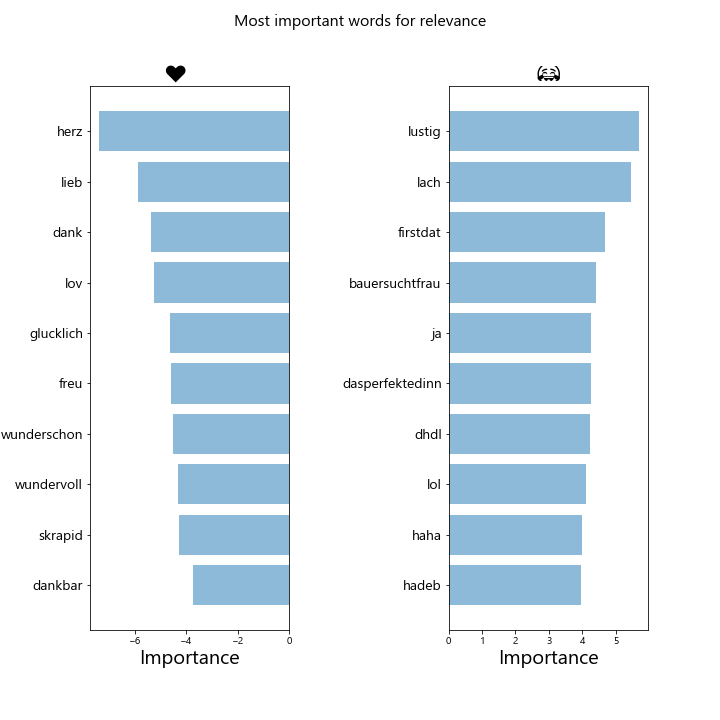 Most important words for relevance
❤
herz
lieb
dank
lov
glucklich
freu
wunderschon
wundervoll
skrapid
dankbar
−6 −4 −2 0
Importance
😂
lustig
lach
firstdat
bauersuchtfrau
ja
dasperfektedinn
dhdl
lol
haha
hadeb
0 1 2 3 4 5
Importance